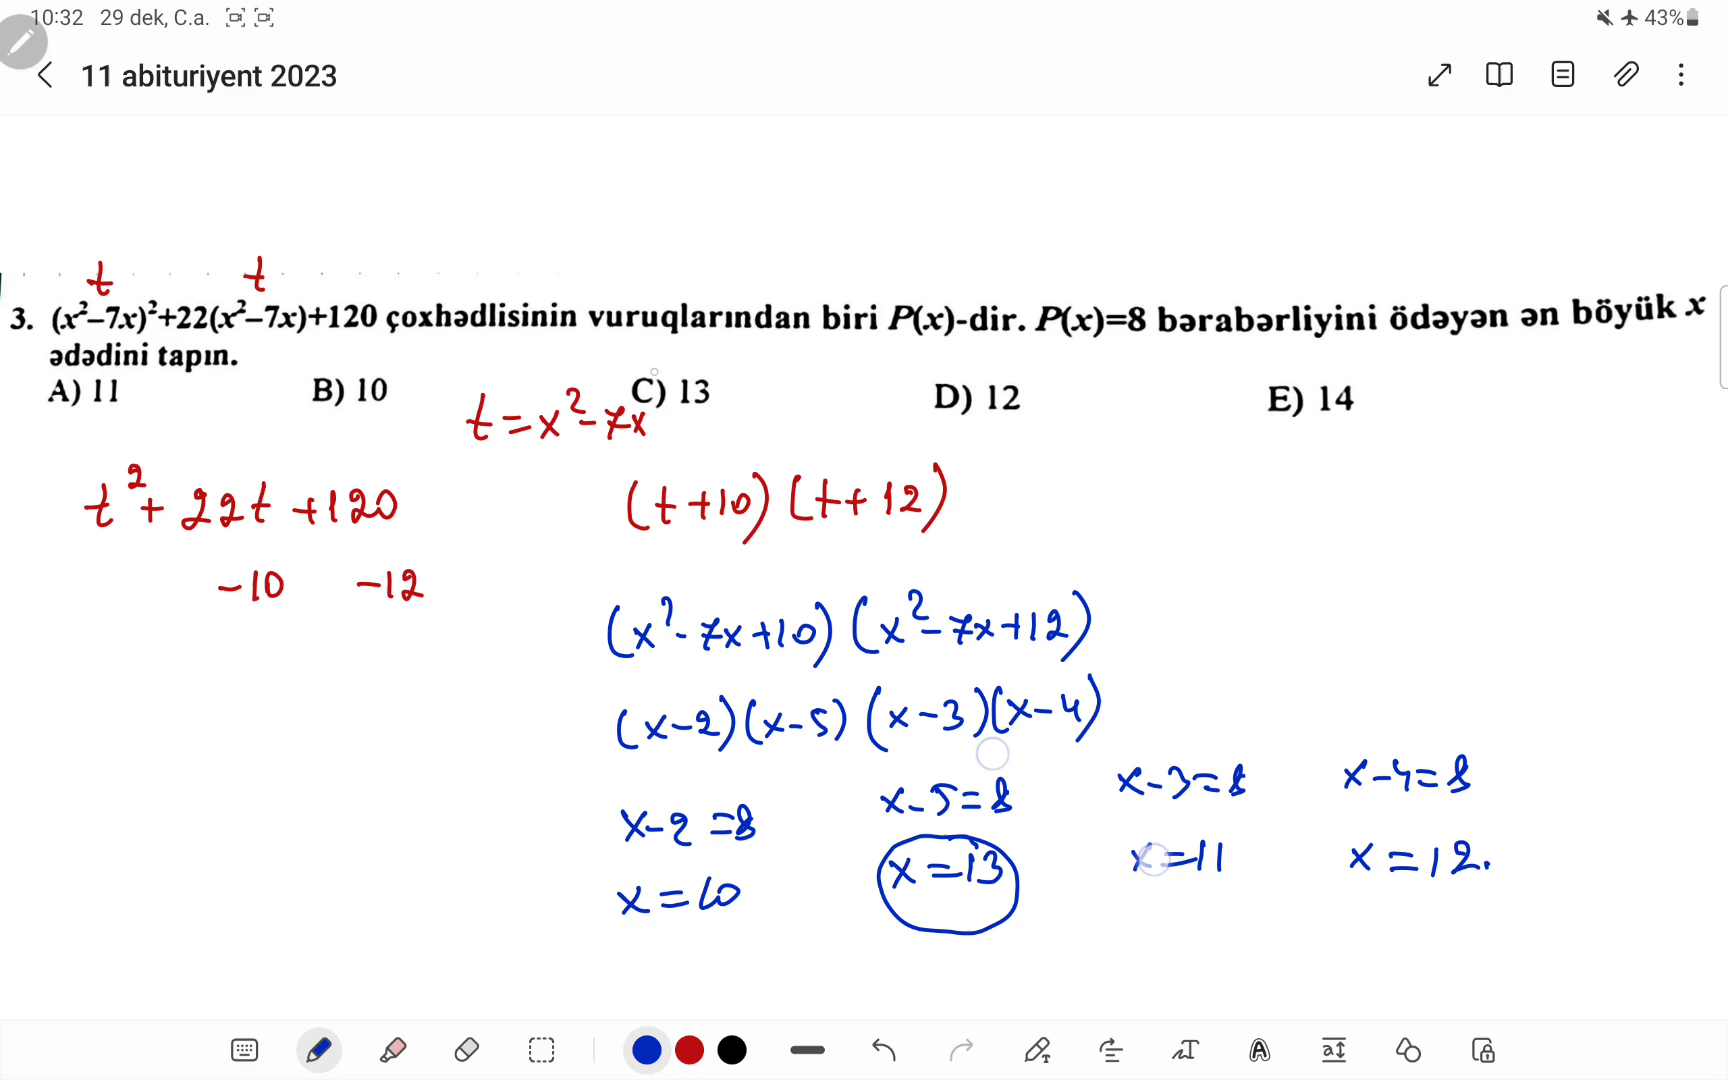 10:32 29 dek, C.a. 43%
11 abituriyent 2023
t t
3. (x²–7x)²+22(x²–7x)+120 çoxhədlisinin vuruqlarından biri P(x)-dir. P(x)=8 bərabərliyini ödəyən ən böyük x
ədədini tapın.
A) 11 B) 10 C) 13 D) 12 E) 14
t=x²-7x
t²+22t+120 (t+10)(t+12)
-10 -12
(x²-7x+10)(x²-7x+12)
(x-2)(x-5)(x-3)(x-4)
x-2=8 x-5=8 x-3=8 x-4=8
x=10 x=13 x=11 x=12.